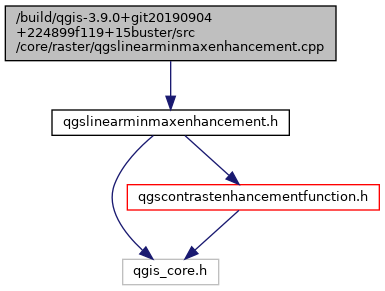 /build/qgis-3.9.0+git20190904
+224899f119+15buster/src
/core/raster/qgslinearminmaxenhancement.cpp
qgslinearminmaxenhancement.h
qgscontrastenhancementfunction.h
qgis_core.h